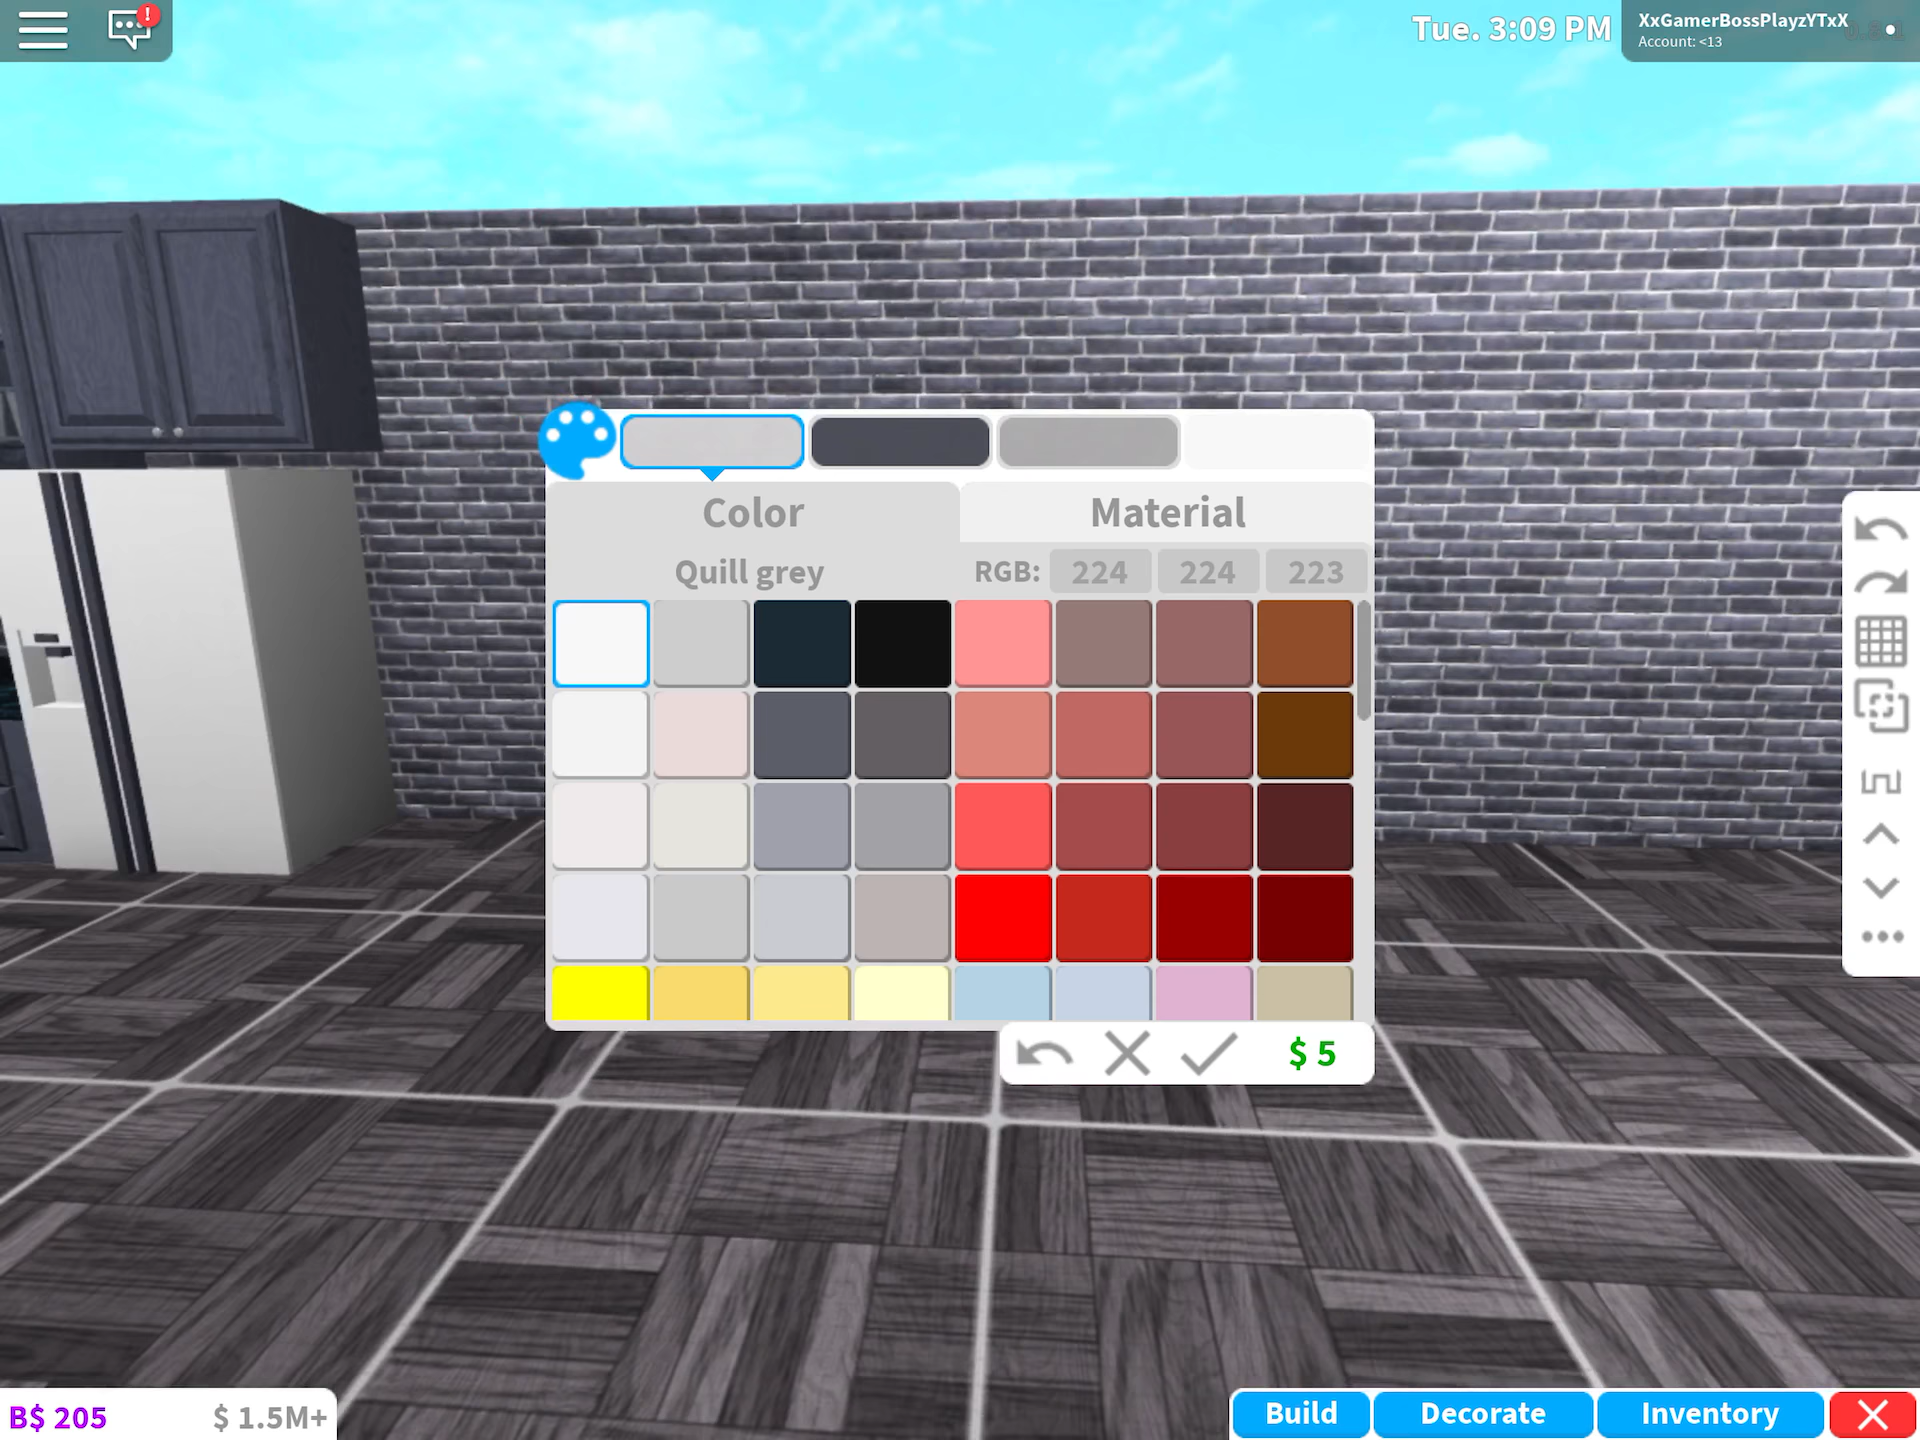 Tue. 3:09 PM
XxGamerBossPlayzYTxX
Account: <13
Color
Material
Quill grey
RGB: 224 224 223
$ 5
B$ 205
$ 1.5M+
Build
Decorate
Inventory